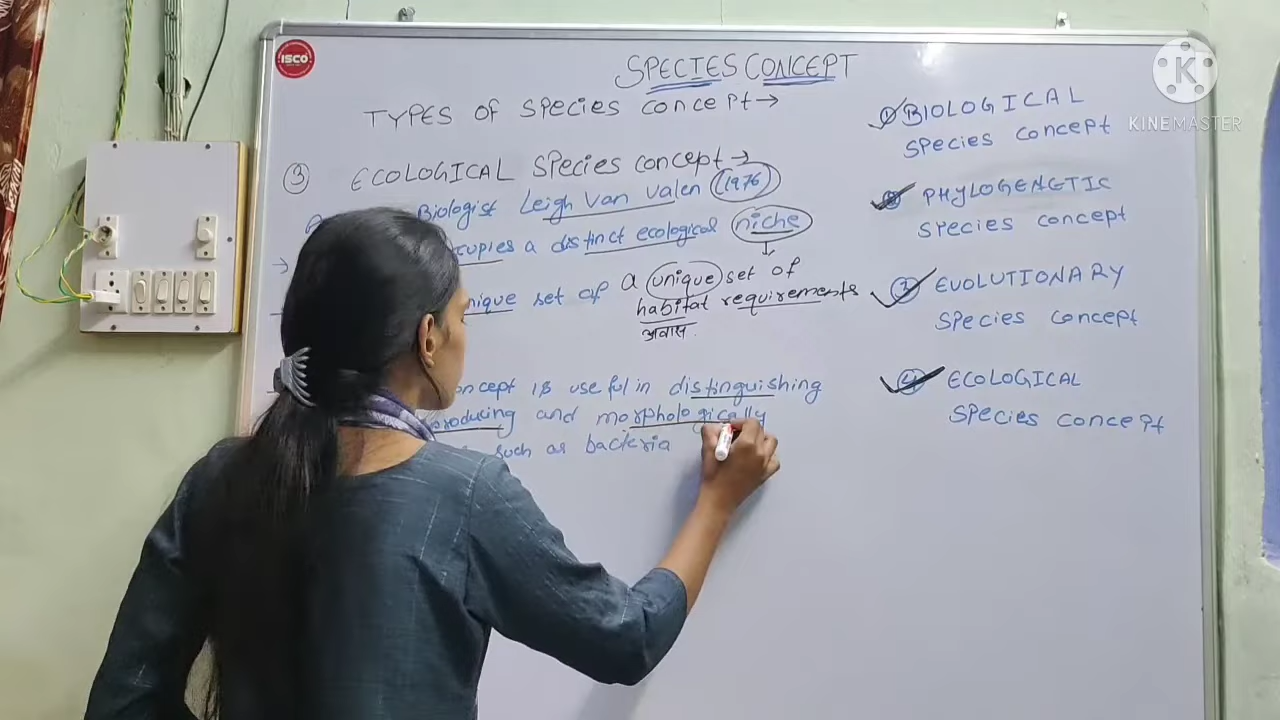 ISCO
SPECIES CONCEPT
TYPES OF SPECIES CONCEPT→
③ ECOLOGICAL SPECIES CONCEPT→
Biologist Leigh Van Valen (1976)
a distinct ecological niche
→
set of a unique set of
habitat requirements
आवास
is useful in distinguishing
and morphologically
such as bacteria
① BIOLOGICAL
SPECIES CONCEPT
② PHYLOGENETIC
SPECIES CONCEPT
③ EVOLUTIONARY
SPECIES CONCEPT
④ ECOLOGICAL
SPECIES CONCEPT
K
KINEMASTER